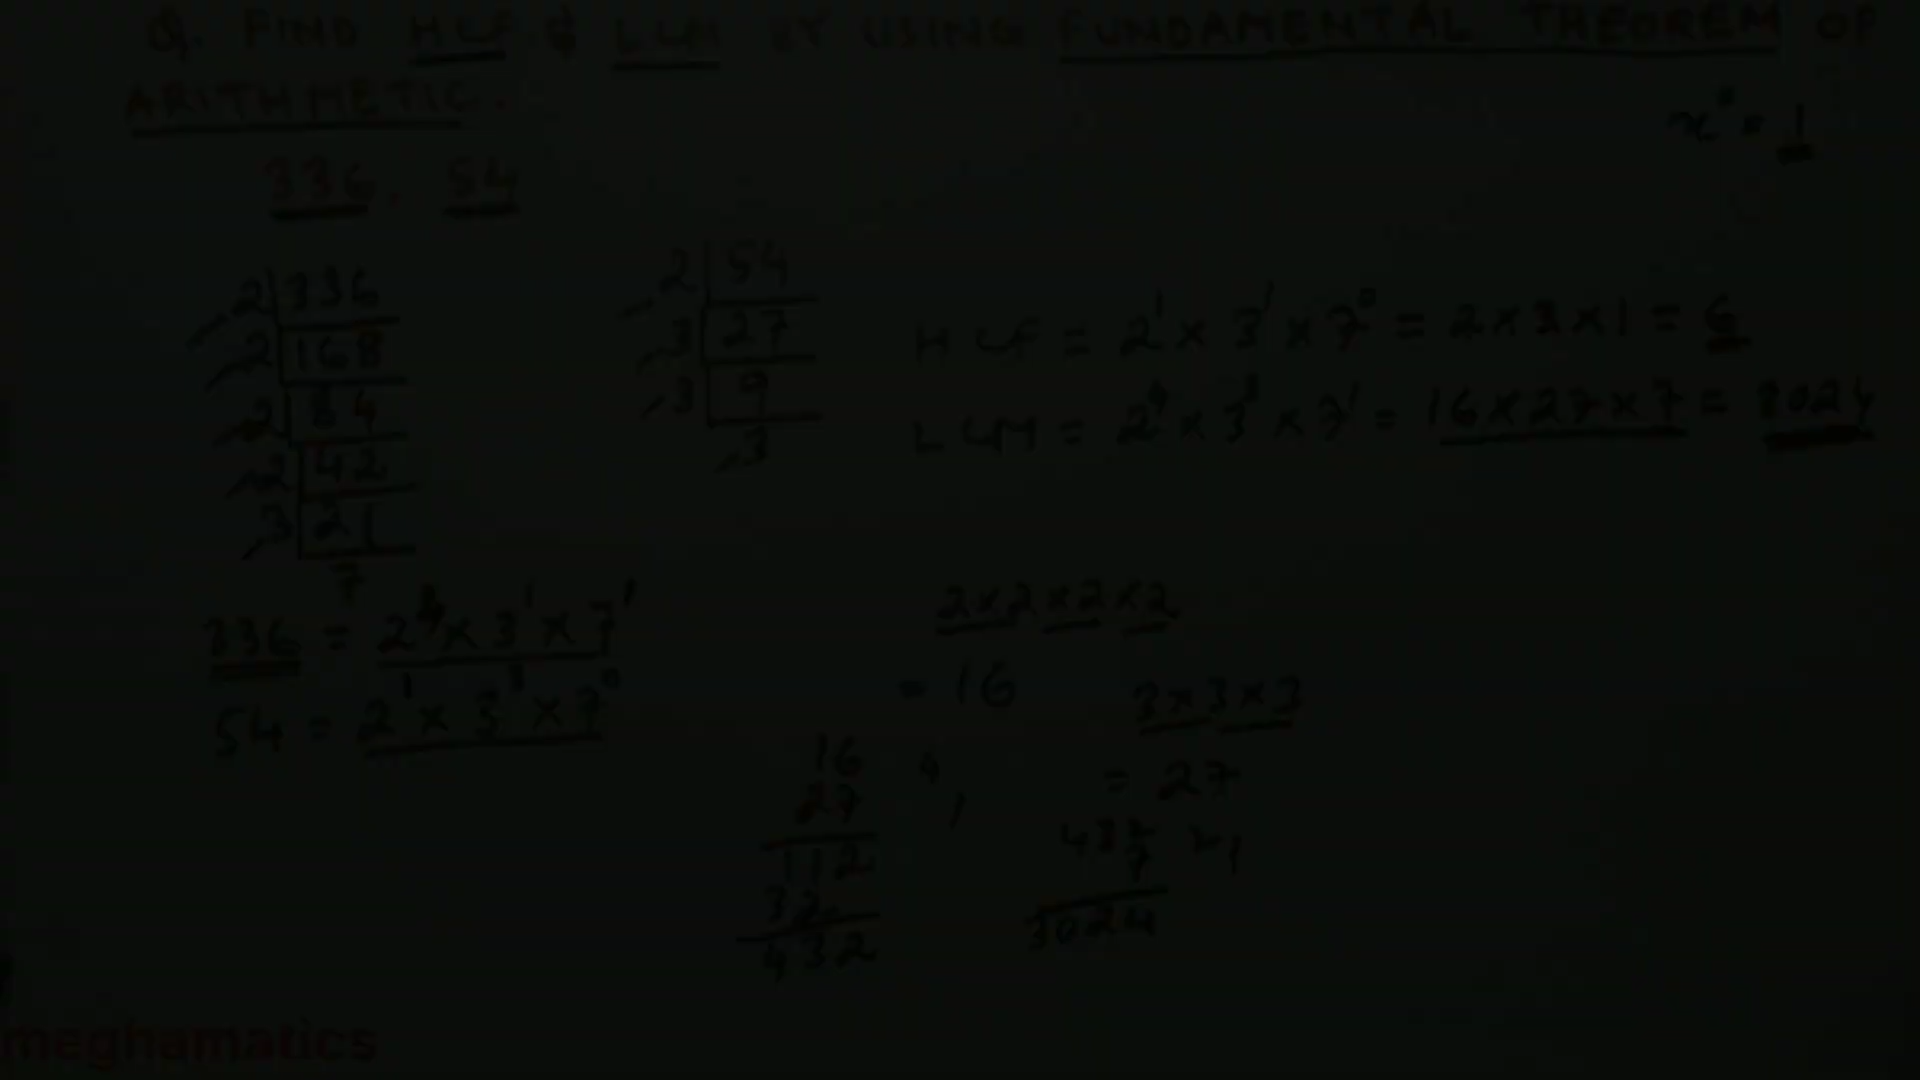 Q. FIND HCF & LCM BY USING FUNDAMENTAL THEOREM OF
ARITHMETIC.
x⁰ = 1
336, 54
2 | 336
2 | 168
2 | 84
2 | 42
3 | 21
7
2 | 54
3 | 27
3 | 9
3
HCF = 2¹ × 3¹ × 7⁰ = 2 × 3 × 1 = 6
LCM = 2⁴ × 3³ × 7¹ = 16 × 27 × 7 = 3024
336 = 2⁴ × 3¹ × 7¹
54 = 2¹ × 3³ × 7⁰
2×2×2×2
= 16
3×3×3
= 27
16
27
112
32
432
432
7
3024
meghamatics